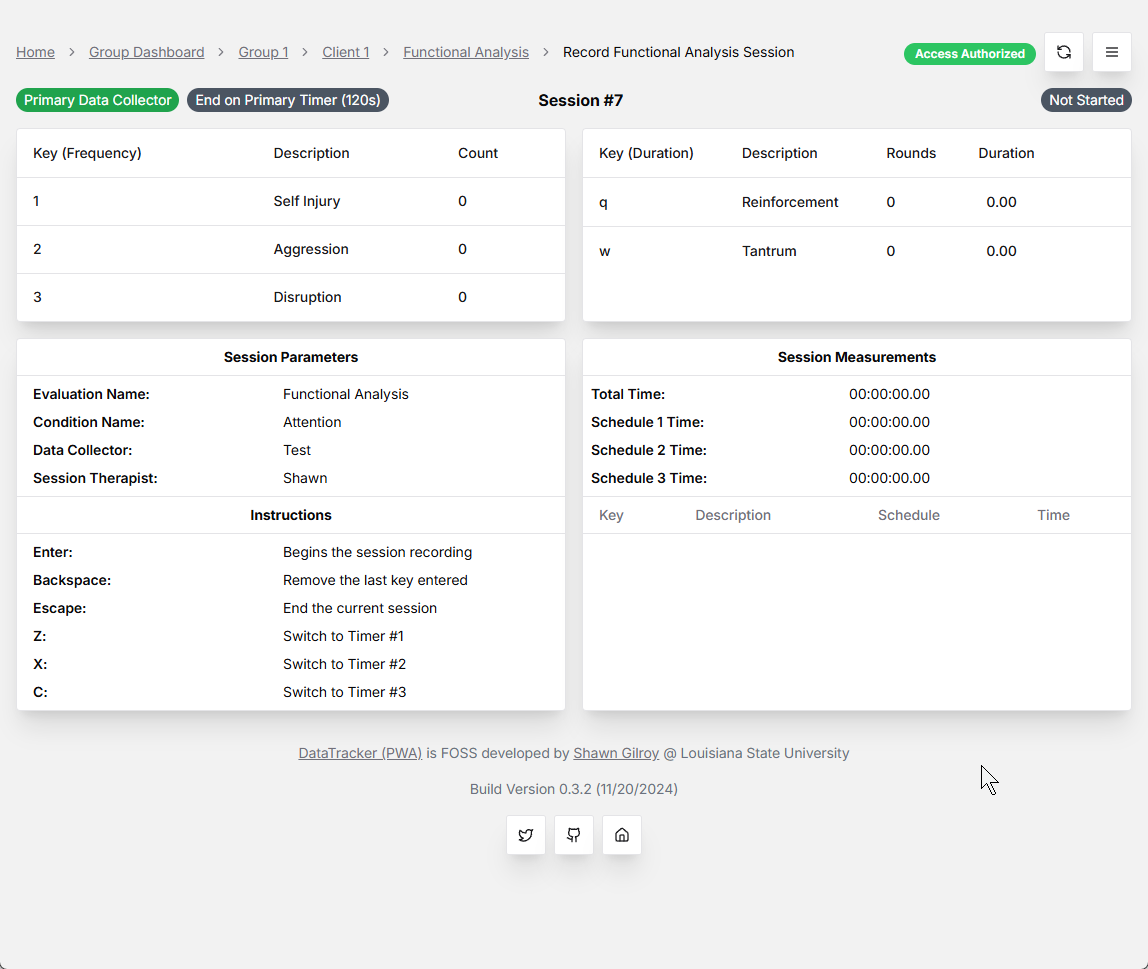 Home > Group Dashboard > Group 1 > Client 1 > Functional Analysis > Record Functional Analysis Session
Access Authorized
Primary Data Collector End on Primary Timer (120s) Session #7 Not Started
Key (Frequency) Description Count
1 Self Injury 0
2 Aggression 0
3 Disruption 0
Key (Duration) Description Rounds Duration
q Reinforcement 0 0.00
w Tantrum 0 0.00
Session Parameters
Evaluation Name: Functional Analysis
Condition Name: Attention
Data Collector: Test
Session Therapist: Shawn
Instructions
Enter: Begins the session recording
Backspace: Remove the last key entered
Escape: End the current session
Z: Switch to Timer #1
X: Switch to Timer #2
C: Switch to Timer #3
Session Measurements
Total Time: 00:00:00.00
Schedule 1 Time: 00:00:00.00
Schedule 2 Time: 00:00:00.00
Schedule 3 Time: 00:00:00.00
Key Description Schedule Time
DataTracker (PWA) is FOSS developed by Shawn Gilroy @ Louisiana State University
Build Version 0.3.2 (11/20/2024)